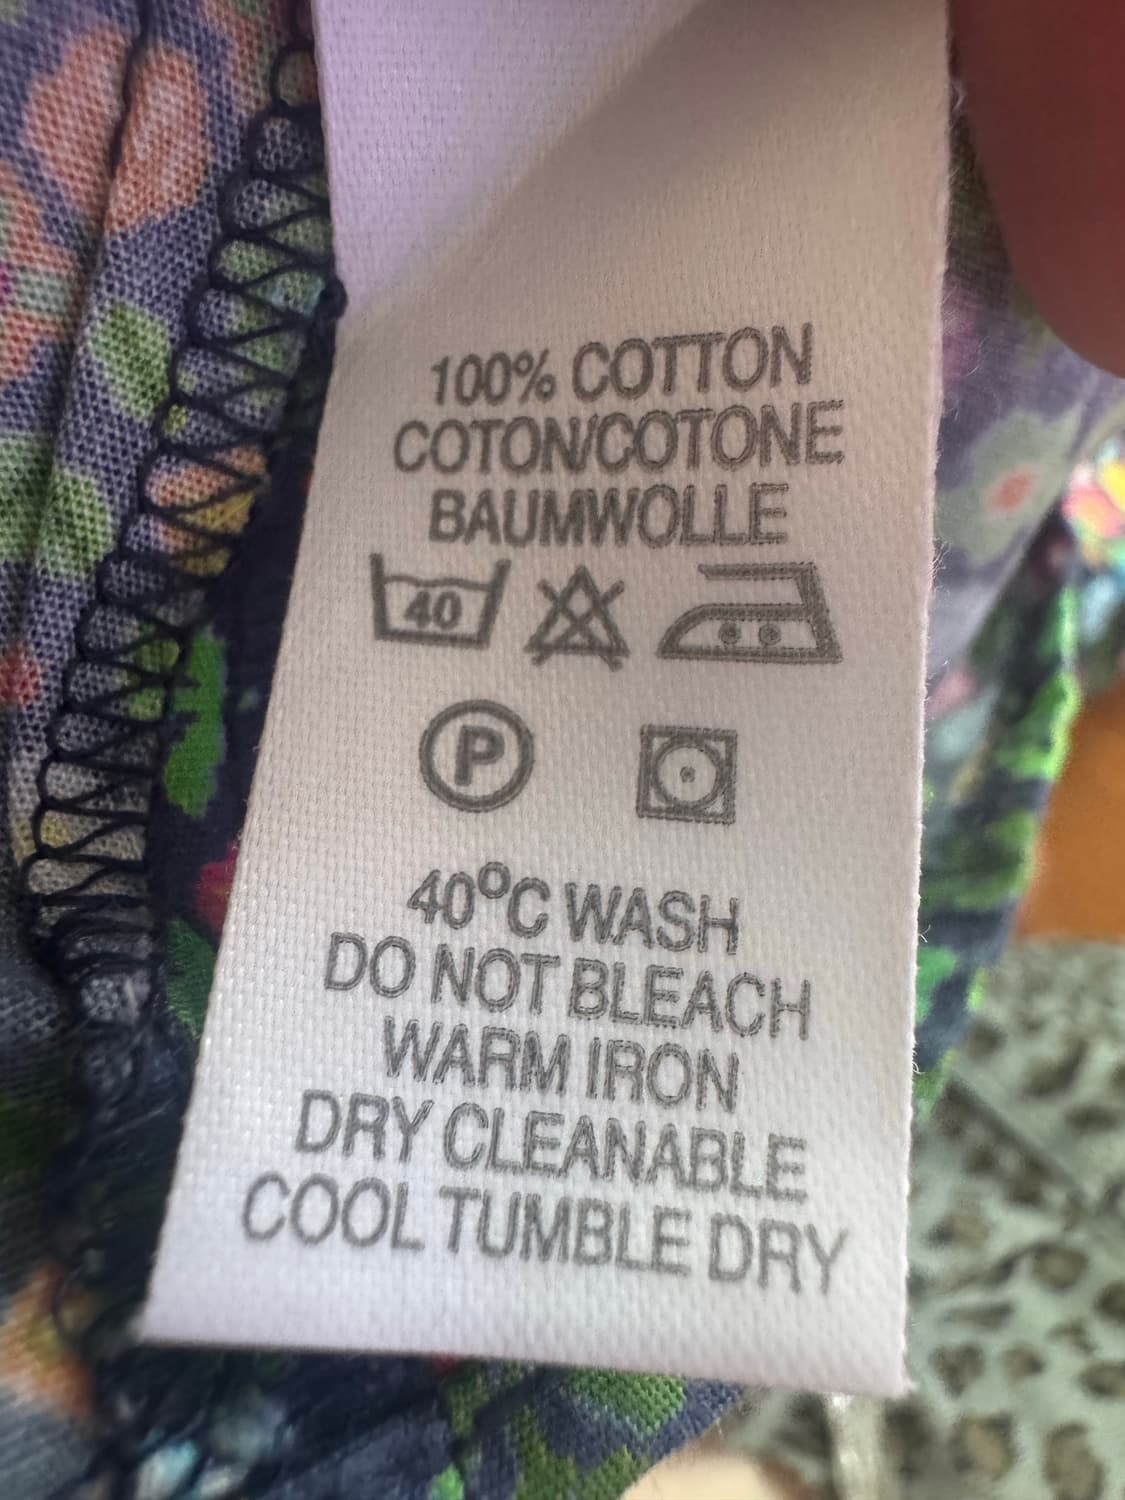 100% COTTON
COTON/COTONE
BAUMWOLLE
40
P
40°C WASH
DO NOT BLEACH
WARM IRON
DRY CLEANABLE
COOL TUMBLE DRY